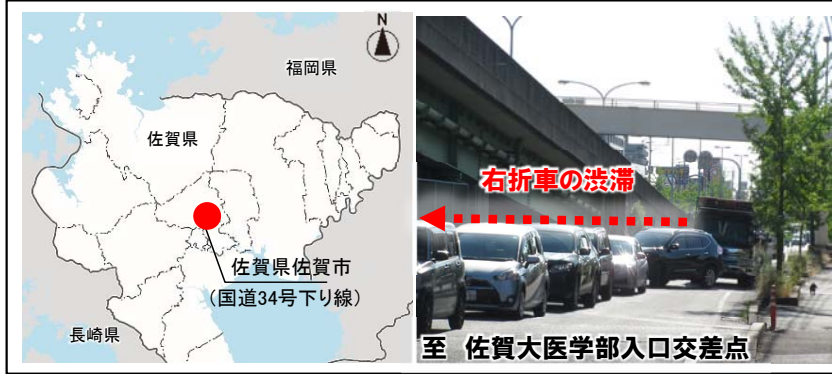 N
福岡県
佐賀県
佐賀県佐賀市
（国道34号下り線）
長崎県
右折車の渋滞
至 佐賀大医学部入口交差点